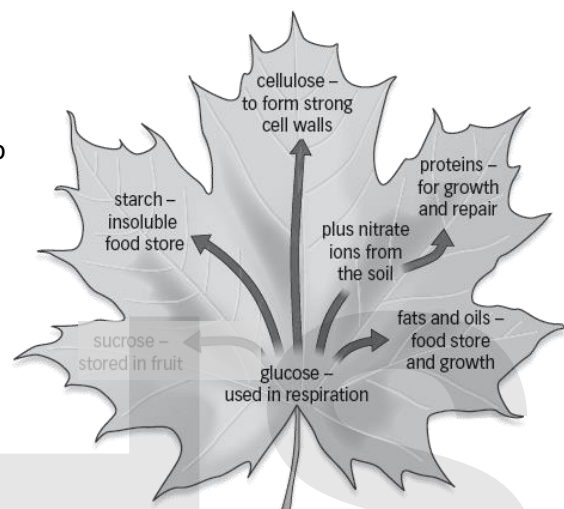 cellulose –
to form strong
cell walls
proteins –
for growth
and repair
starch –
insoluble
food store
plus nitrate
ions from
the soil
fats and oils –
food store
and growth
sucrose –
stored in fruit
glucose –
used in respiration